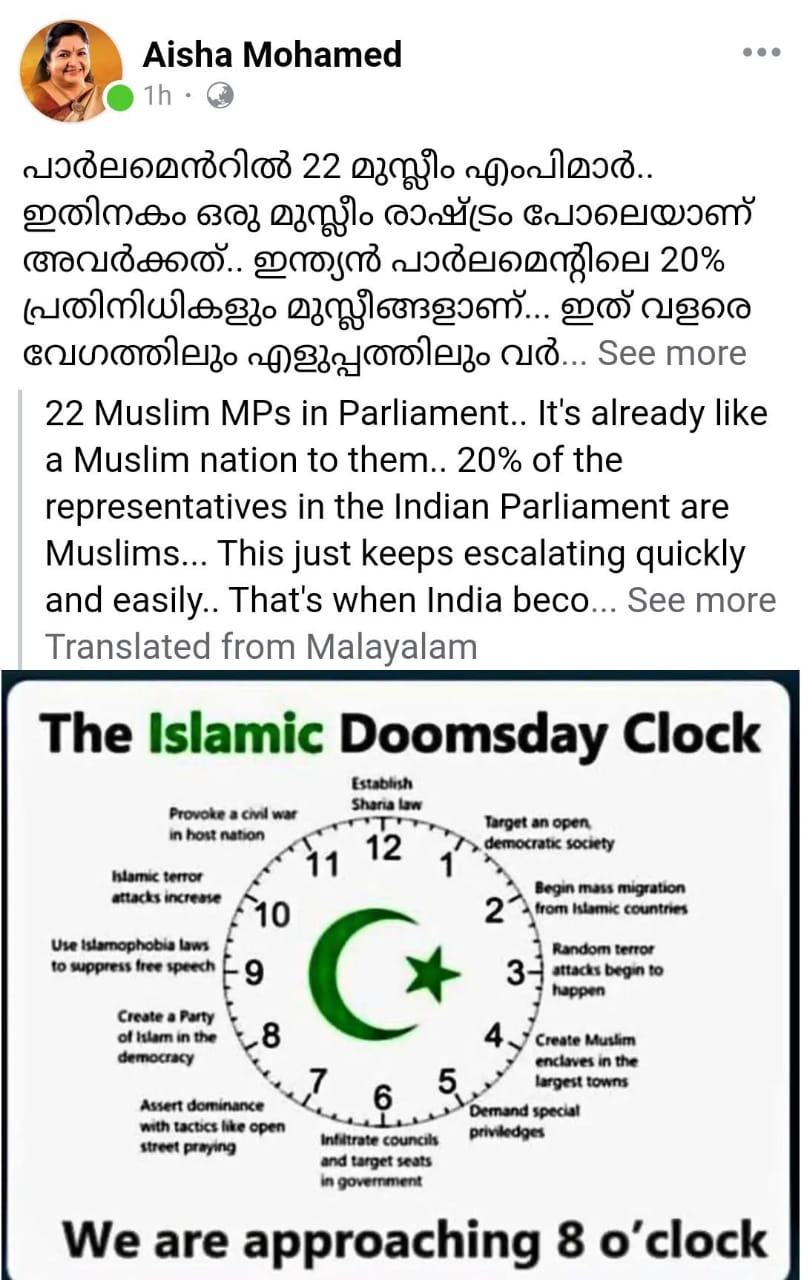 Aisha Mohamed
1h ·
പാർലമെൻറിൽ 22 മുസ്ലീം എംപിമാർ..
ഇതിനകം ഒരു മുസ്ലീം രാഷ്ട്രം പോലെയാണ്
അവർക്കത്.. ഇന്ത്യൻ പാർലമെന്റിലെ 20%
പ്രതിനിധികളും മുസ്ലീങ്ങളാണ്... ഇത് വളരെ
വേഗത്തിലും എളുപ്പത്തിലും വർ... See more
22 Muslim MPs in Parliament.. It's already like
a Muslim nation to them.. 20% of the
representatives in the Indian Parliament are
Muslims... This just keeps escalating quickly
and easily.. That's when India beco... See more
Translated from Malayalam
The Islamic Doomsday Clock
Establish
Sharia law
12
Target an open,
democratic society
1
Begin mass migration
from Islamic countries
2
Random terror
attacks begin to
happen
3
Create Muslim
enclaves in the
largest towns
4
Demand special
priviledges
5
Infiltrate councils
and target seats
in government
6
Assert dominance
with tactics like open
street praying
7
Create a Party
of Islam in the
democracy
8
Use Islamophobia laws
to suppress free speech
9
Islamic terror
attacks increase
10
Provoke a civil war
in host nation
11
We are approaching 8 o'clock